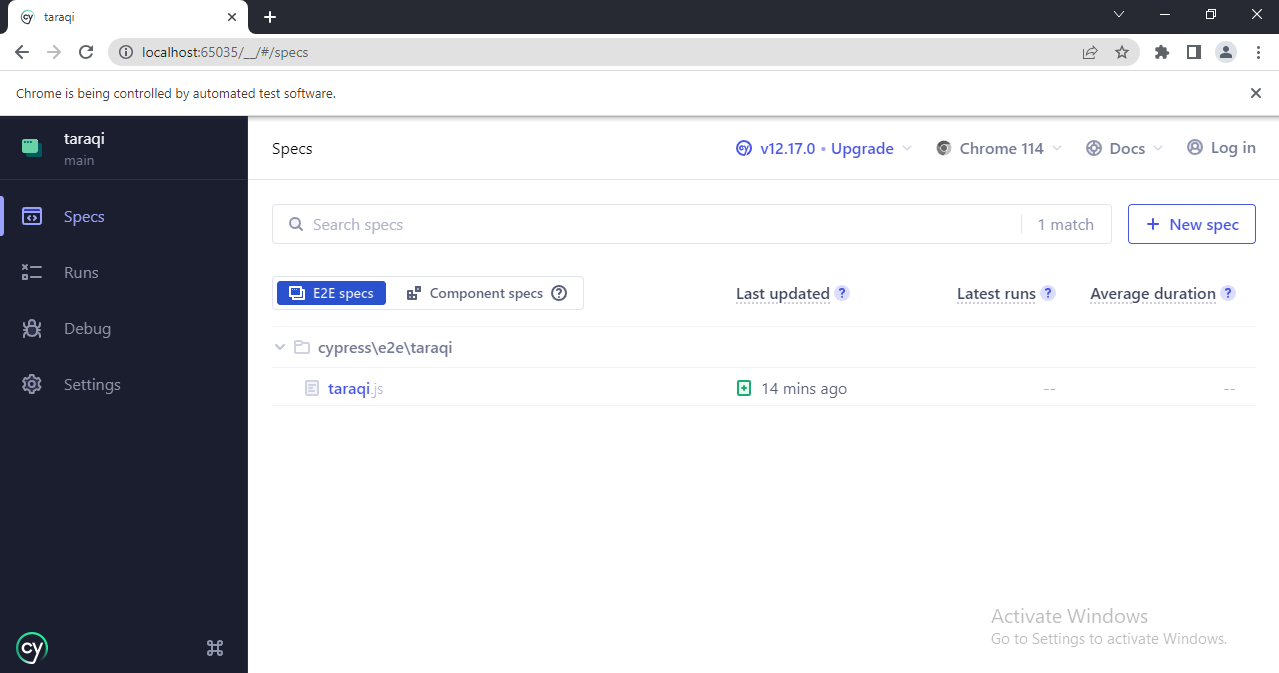 cy taraqi
localhost:65035/__/#/specs
Chrome is being controlled by automated test software.
taraqi
main
Specs
Runs
Debug
Settings
cy
Specs
cy v12.17.0 • Upgrade
Chrome 114
Docs
Log in
Search specs
1 match
+ New spec
E2E specs
Component specs ?
Last updated ?
Latest runs ?
Average duration ?
cypress\e2e\taraqi
taraqi.js
14 mins ago
--
--
Activate Windows
Go to Settings to activate Windows.